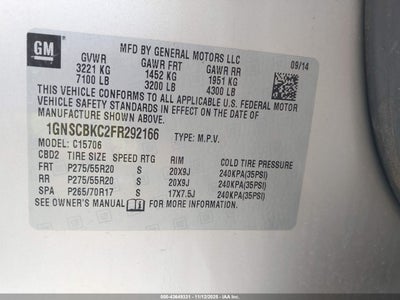 GM
MFD BY GENERAL MOTORS LLC
09/14
GVWR GAWR FRT GAWR RR
3221 KG 1452 KG 1951 KG
7100 LB 3200 LB 4300 LB
THIS VEHICLE CONFORMS TO ALL APPLICABLE U.S. FEDERAL MOTOR
VEHICLE SAFETY STANDARDS IN EFFECT ON THE DATE OF
MANUFACTURE SHOWN ABOVE.
1GNSCBKC2FR292166 TYPE: M.P.V.
MODEL: C15706
CBD2 TIRE SIZE SPEED RTG RIM COLD TIRE PRESSURE
FRT P275/55R20 S 20X9J 240KPA(35PSI)
RR P275/55R20 S 20X9J 240KPA(35PSI)
SPA P265/70R17 S 17X7.5J 240KPA(35PSI)
SEE OWNER'S MANUAL FOR MORE INFORMATION.